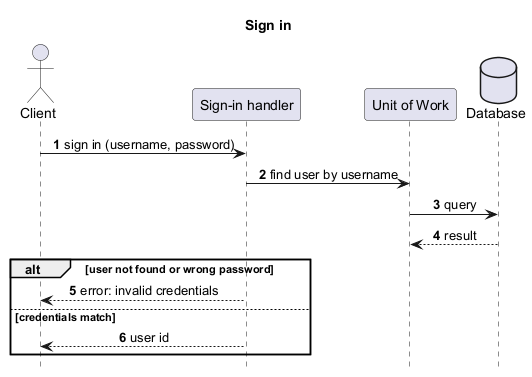 Sign in
Client
Sign-in handler
Unit of Work
Database
1 sign in (username, password)
2 find user by username
3 query
4 result
alt [user not found or wrong password]
5 error: invalid credentials
[credentials match]
6 user id